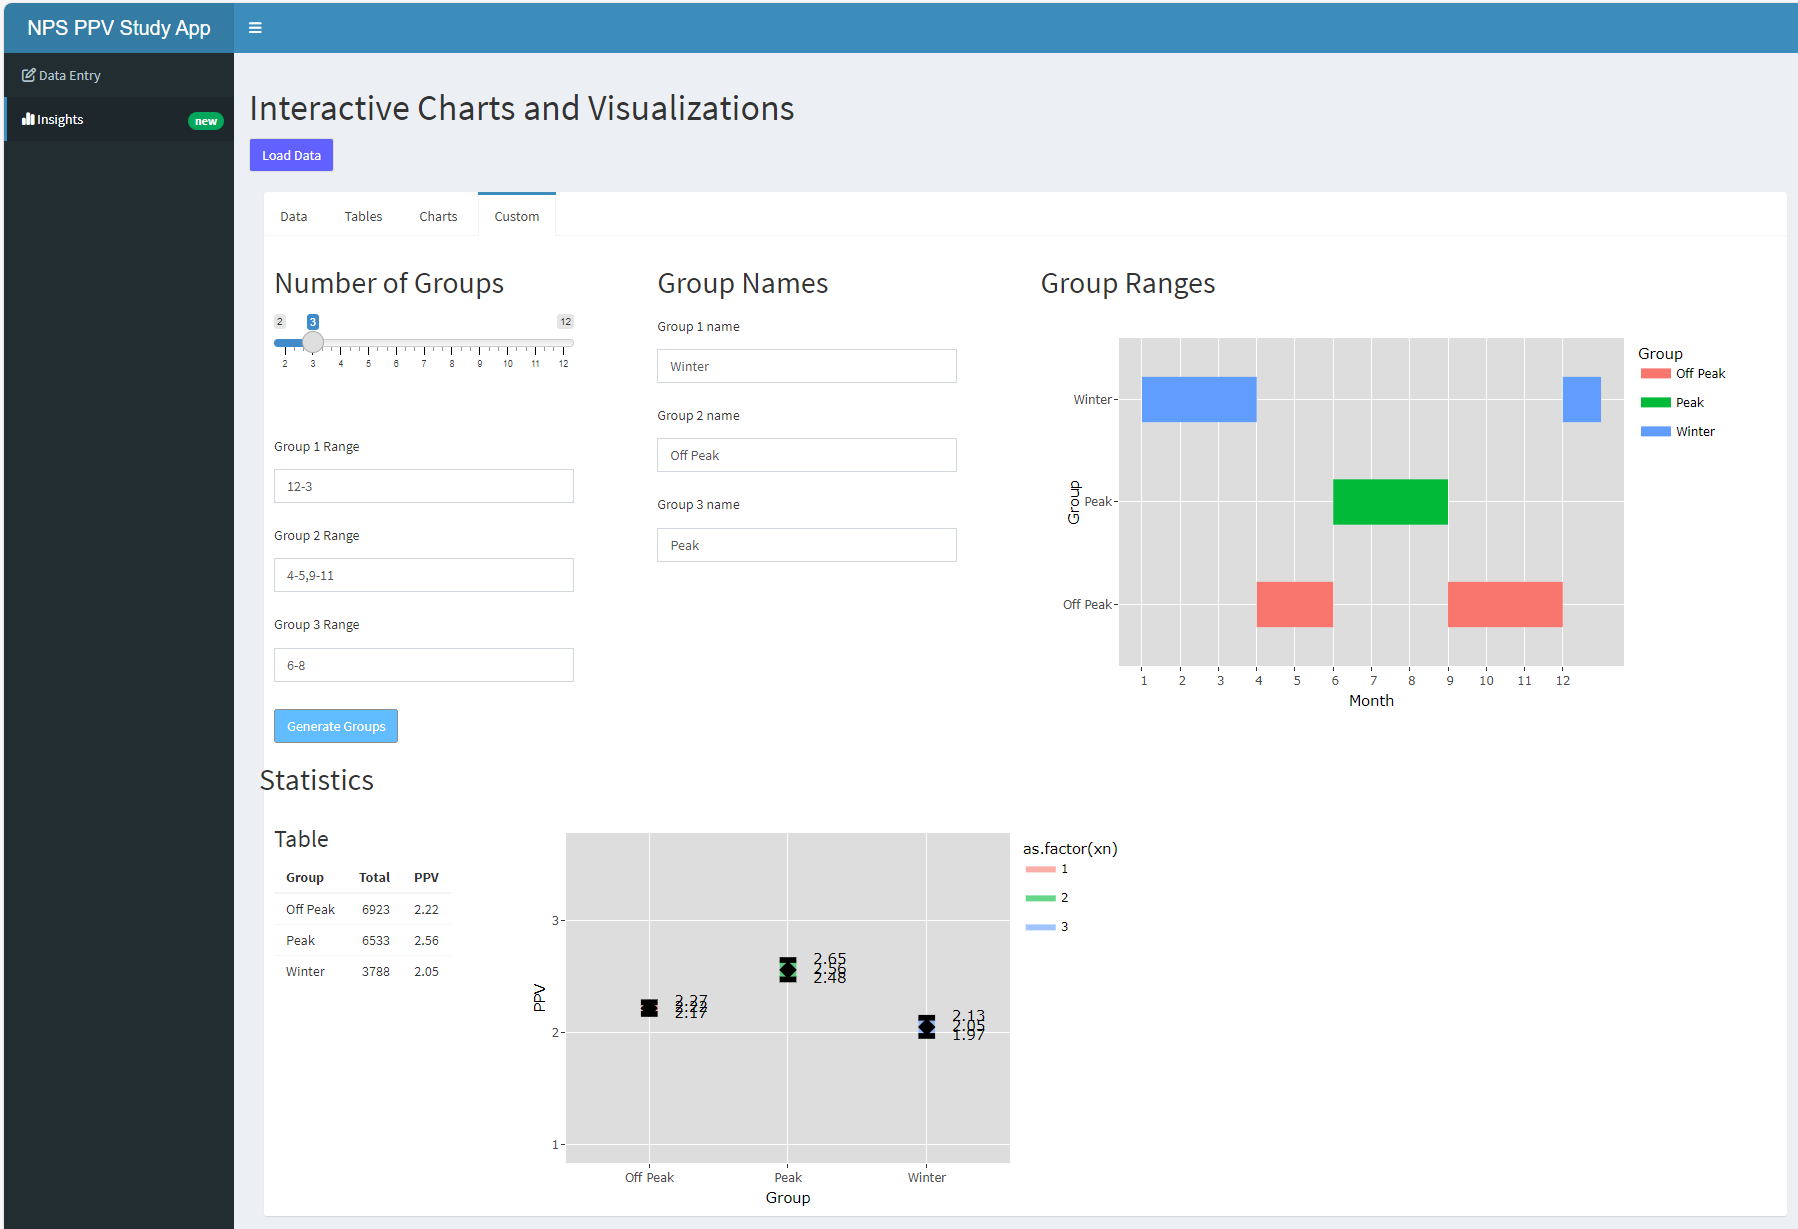 NPS PPV Study App
Data Entry
Insights new
Interactive Charts and Visualizations
Load Data
Data Tables Charts Custom
Number of Groups
2 3 12
2 3 4 5 6 7 8 9 10 11 12
Group 1 Range
12-3
Group 2 Range
4-5,9-11
Group 3 Range
6-8
Generate Groups
Group Names
Group 1 name
Winter
Group 2 name
Off Peak
Group 3 name
Peak
Group Ranges
Group
Winter
Peak
Off Peak
1 2 3 4 5 6 7 8 9 10 11 12
Month
Group
Off Peak
Peak
Winter
Statistics
Table
Group Total PPV
Off Peak 6923 2.22
Peak 6533 2.56
Winter 3788 2.05
PPV
3
2
1
2.27
2.22
2.17
2.65
2.56
2.48
2.13
2.05
1.97
Off Peak Peak Winter
Group
as.factor(xn)
1
2
3